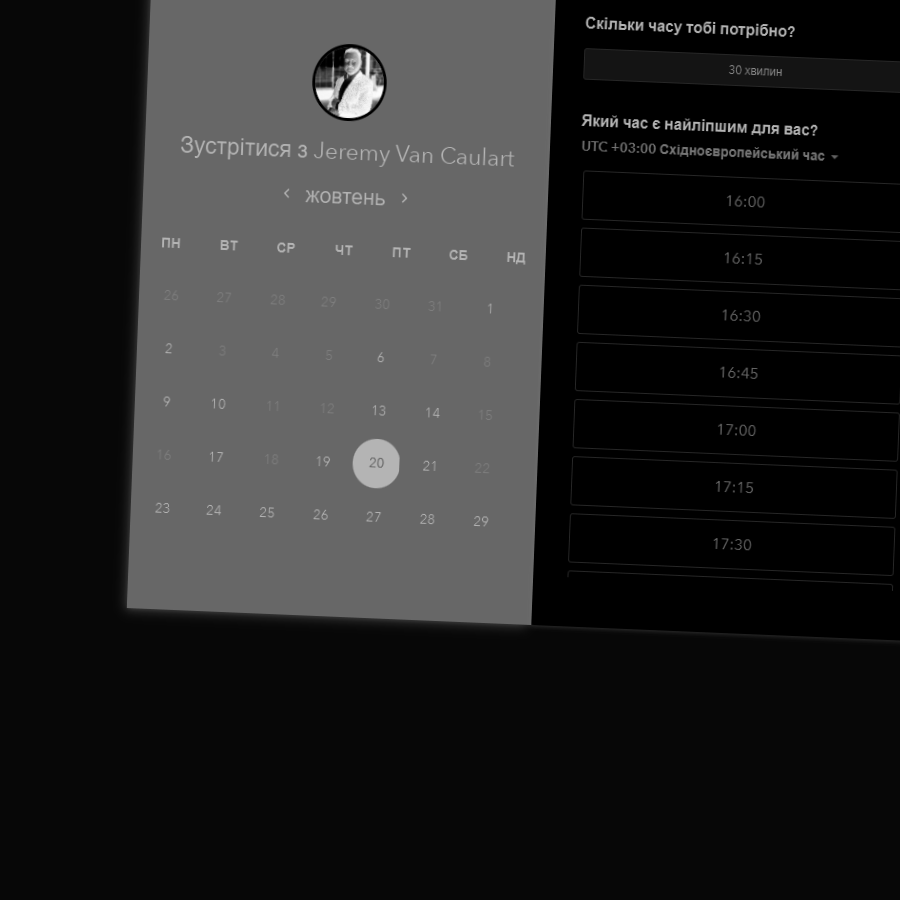 Зустрітися з Jeremy Van Caulart
‹ жовтень ›
ПН ВТ СР ЧТ ПТ СБ НД
26 27 28 29 30 31 1
2 3 4 5 6 7 8
9 10 11 12 13 14 15
16 17 18 19 20 21 22
23 24 25 26 27 28 29
Скільки часу тобі потрібно?
30 хвилин
Який час є найліпшим для вас?
UTC +03:00 Східноєвропейський час
16:00
16:15
16:30
16:45
17:00
17:15
17:30